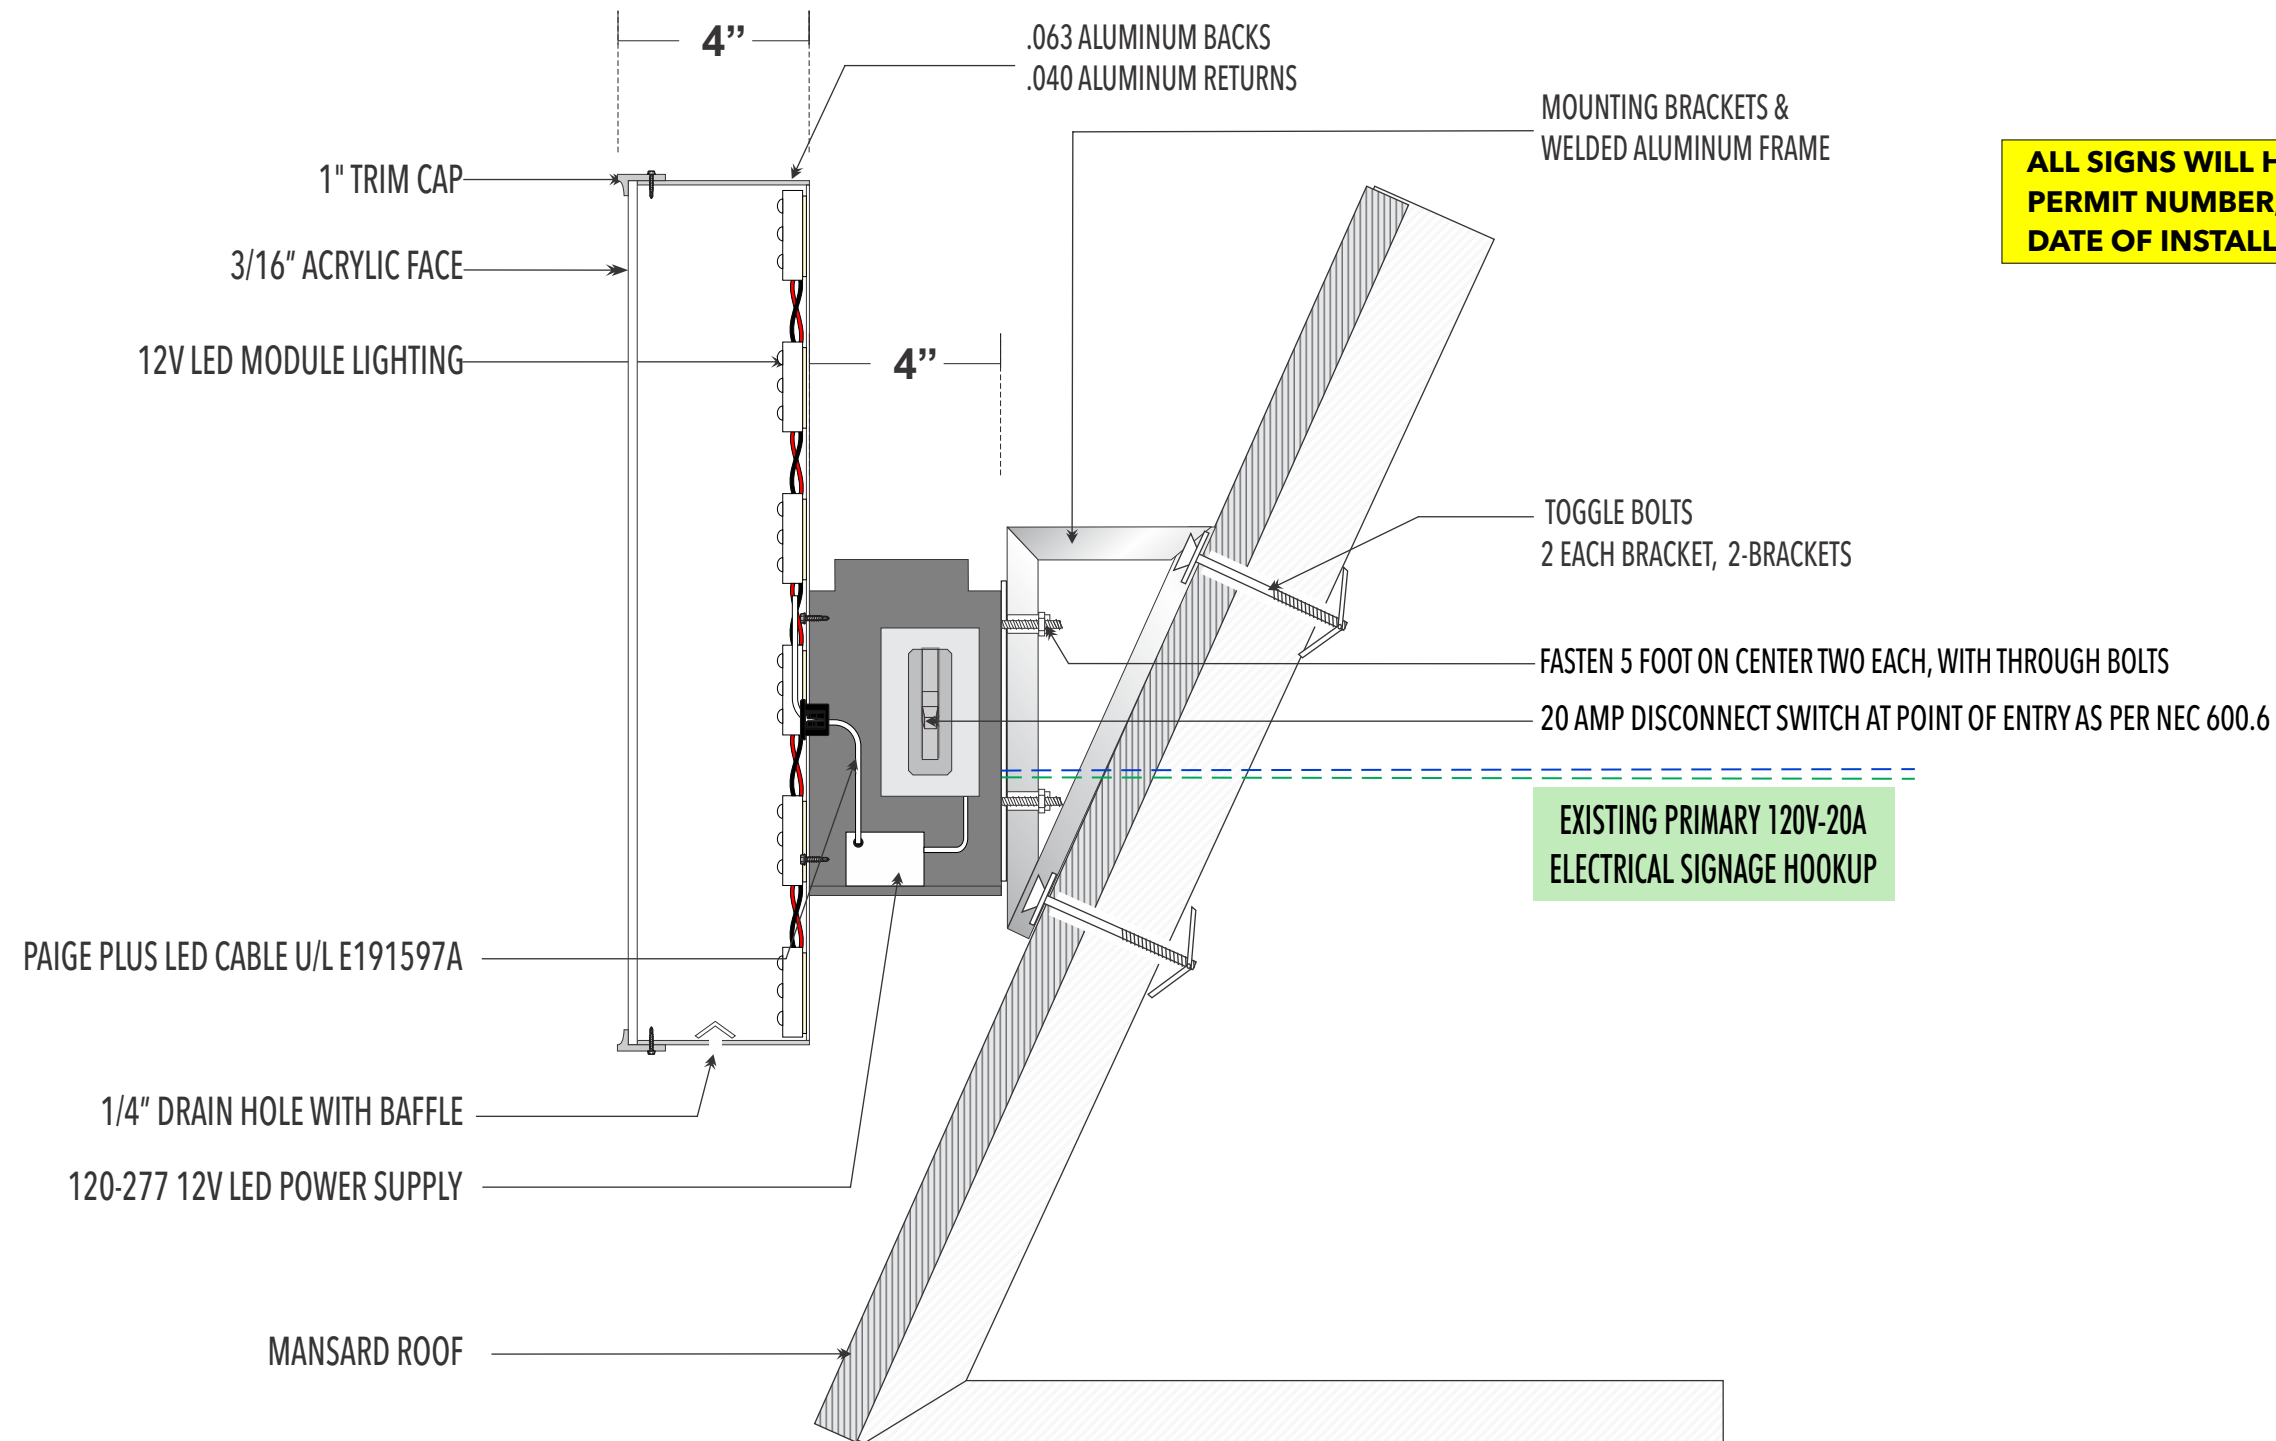 4”
.063 ALUMINUM BACKS
.040 ALUMINUM RETURNS
MOUNTING BRACKETS &
WELDED ALUMINUM FRAME
ALL SIGNS WILL
PERMIT NUMBER,
DATE OF
1" TRIM CAP
3/16” ACRYLIC FACE
12V LED MODULE LIGHTING
4”
TOGGLE BOLTS
2 EACH BRACKET, 2-BRACKETS
FASTEN 5 FOOT ON CENTER TWO EACH, WITH THROUGH BOLTS
20 AMP DISCONNECT SWITCH AT POINT OF ENTRY AS PER NEC 600.6
EXISTING PRIMARY 120V-20A
ELECTRICAL SIGNAGE HOOKUP
PAIGE PLUS LED CABLE U/L E191597A
1/4” DRAIN HOLE WITH BAFFLE
120-277 12V LED POWER SUPPLY
MANSARD ROOF